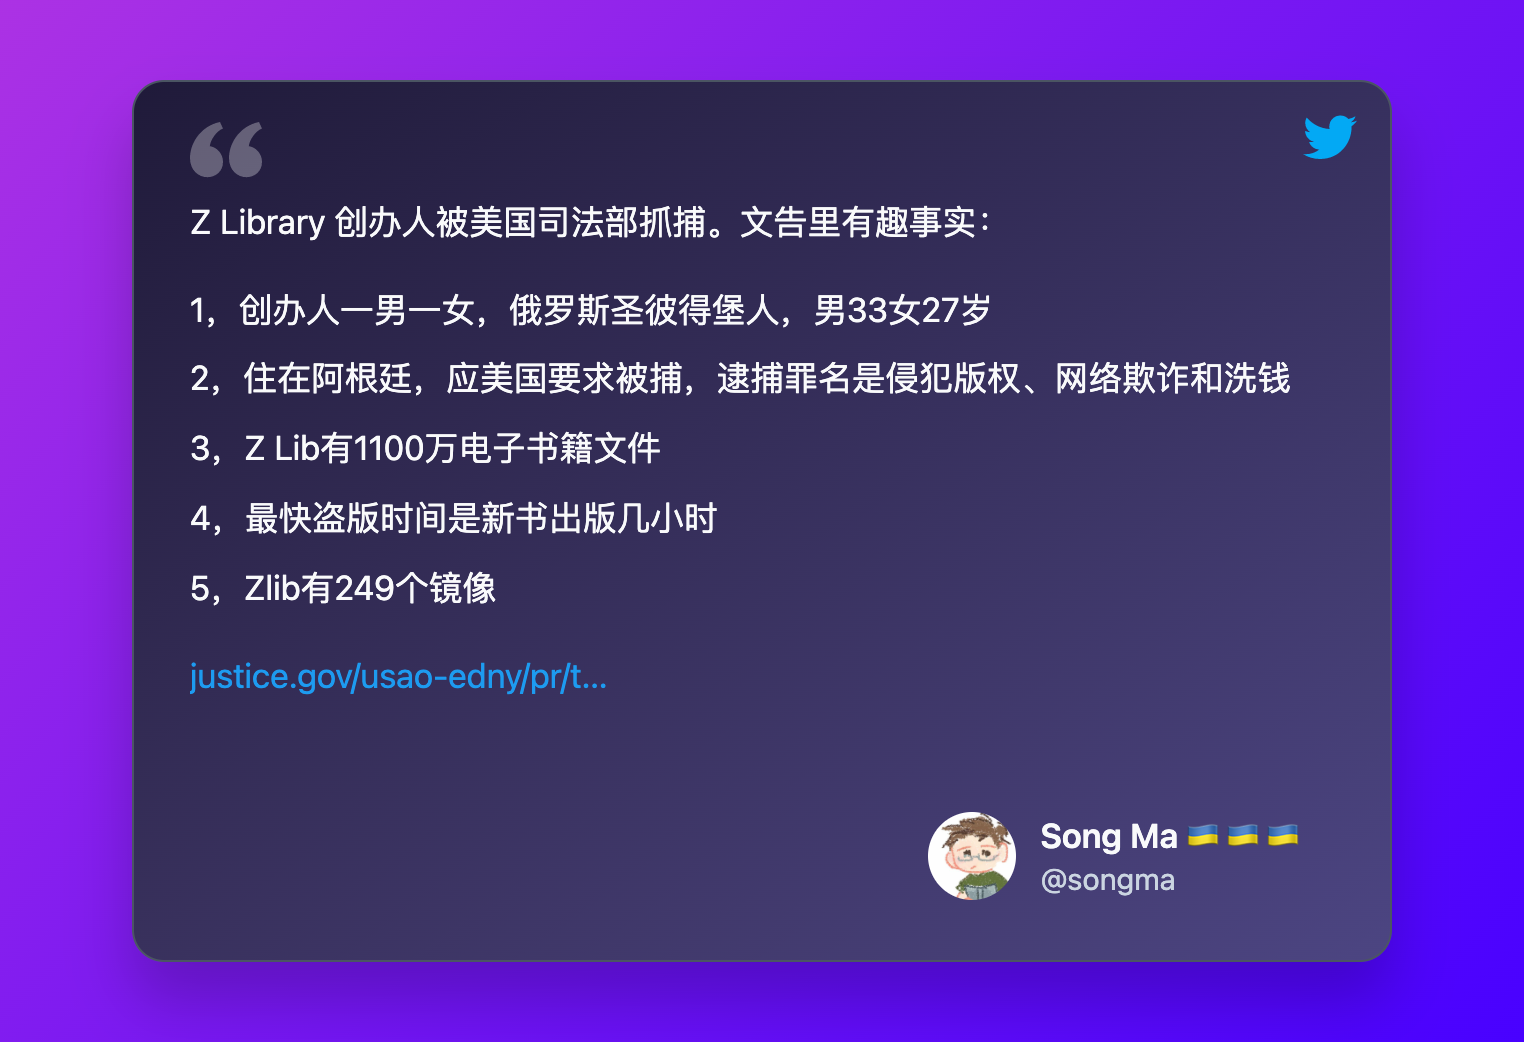 “
Z Library 创办人被美国司法部抓捕。文告里有趣事实：
1，创办人一男一女，俄罗斯圣彼得堡人，男33女27岁
2，住在阿根廷，应美国要求被捕，逮捕罪名是侵犯版权、网络欺诈和洗钱
3，Z Lib有1100万电子书籍文件
4，最快盗版时间是新书出版几小时
5，Zlib有249个镜像
justice.gov/usao-edny/pr/t...
Song Ma 🇺🇦 🇺🇦 🇺🇦
@songma